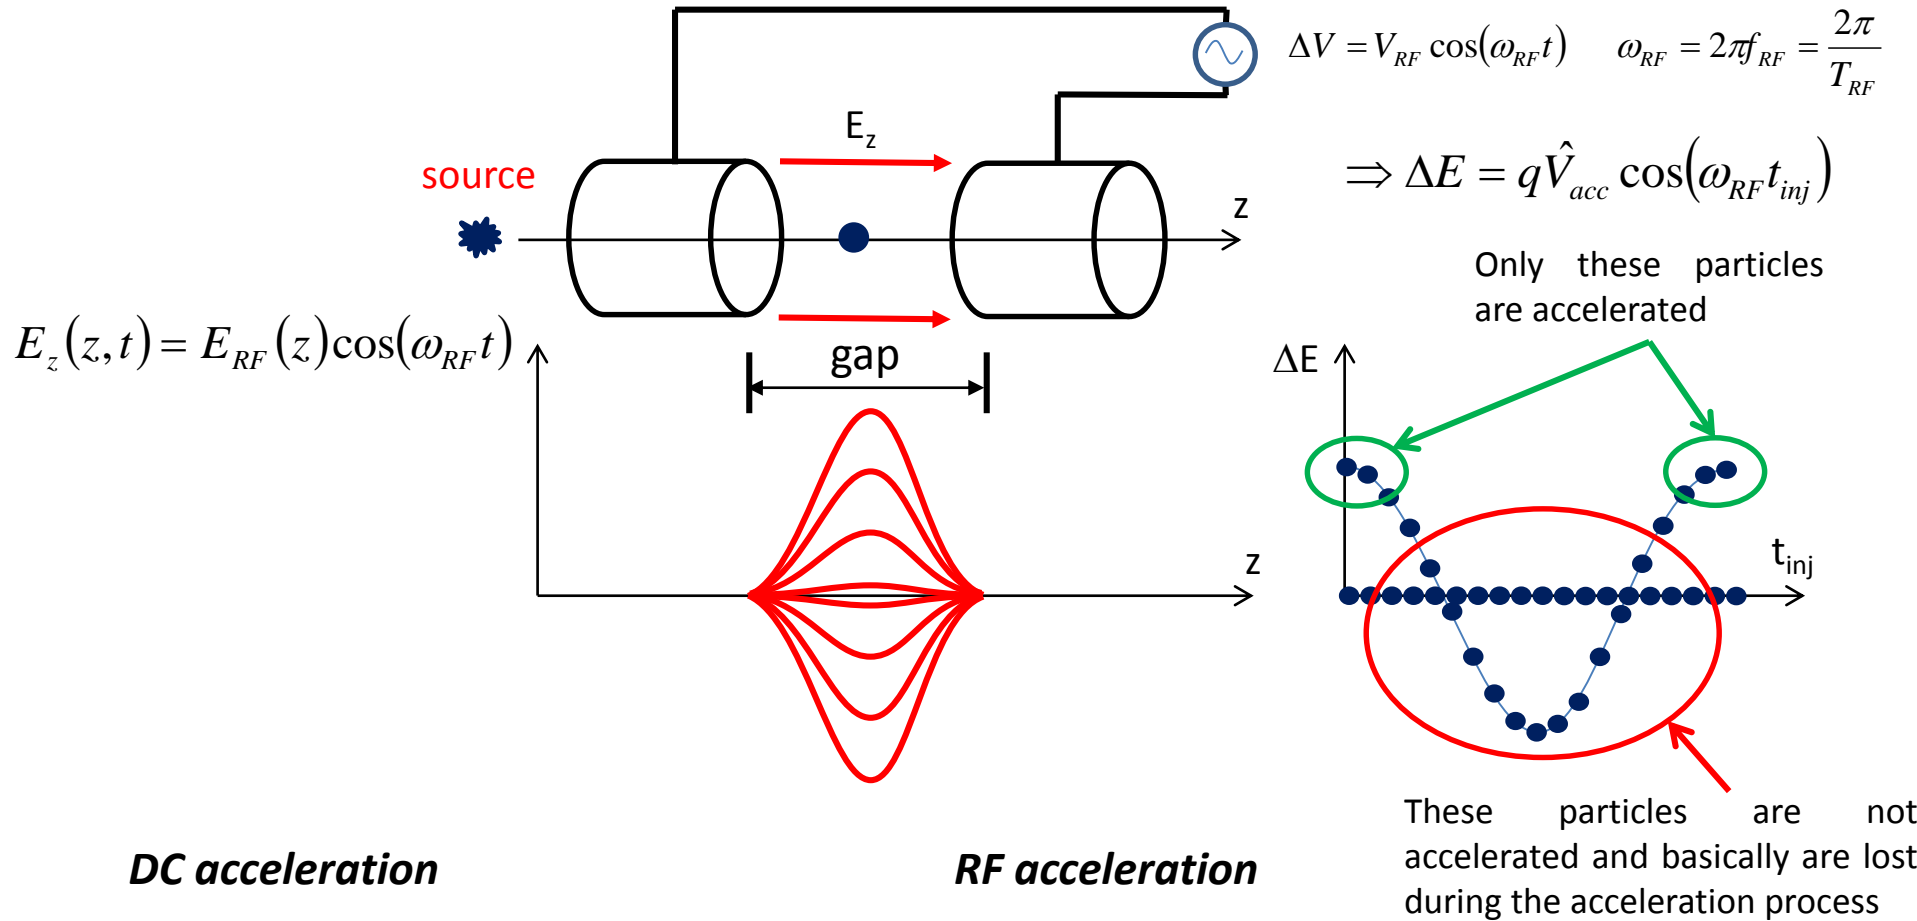 ΔV = V_RF cos(ω_RF t)    ω_RF = 2πf_RF = 2π/T_RF
E_z
⇒ ΔE = qV̂_acc cos(ω_RF t_inj)
source
z
Only these particles
are accelerated
E_z(z,t) = E_RF(z)cos(ω_RF t)
gap
ΔE
z
t_inj
These particles are not
accelerated and basically are lost
during the acceleration process
DC acceleration
RF acceleration